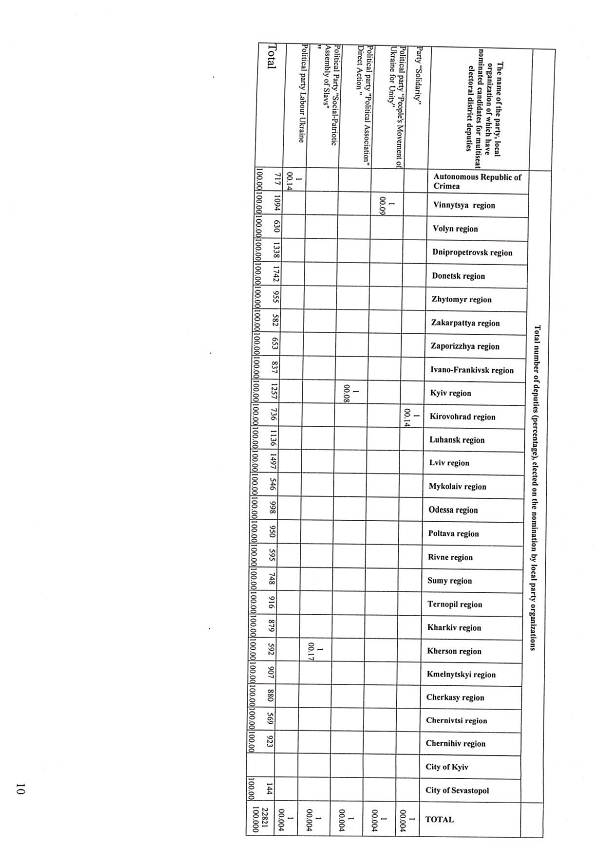 The name of the party, local
organization of which have
nominated candidates for multiseat
electoral district deputies
Total number of deputies (percentage), elected on the nomination by local party organizations
Autonomous Republic of
Crimea
Vinnytsya region
Volyn region
Dnipropetrovsk region
Donetsk region
Zhytomyr region
Zakarpattya region
Zaporizzhya region
Ivano-Frankivsk region
Kyiv region
Kirovohrad region
Luhansk region
Lviv region
Mykolaiv region
Odessa region
Poltava region
Rivne region
Sumy region
Ternopil region
Kharkiv region
Kherson region
Kmelnytskyi region
Cherkasy region
Chernivtsi region
Chernihiv region
City of Kyiv
City of Sevastopol
TOTAL
Party "Solidarity"
1
00.14
1
00.004
Political party "People's Movement of
Ukraine for Unity"
1
00.09
1
00.004
Political party "Political Association"
Direct Action "
1
00.08
1
00.004
Political Party "Social-Patriotic
Assembly of Slavs"
"
1
00.17
1
00.004
Political party Labour Ukraine
1
00.14
1
00.004
Total
717 1094 630 1338 1742 955 582 653 837 1257 736 1136 1497 546 998 950 595 748 916 879 592 907 880 569 923 144 22821
100.00 100.00 100.00 100.00 100.00 100.00 100.00 100.00 100.00 100.00 100.00 100.00 100.00 100.00 100.00 100.00 100.00 100.00 100.00 100.00 100.00 100.00 100.00 100.00 100.00 100.00 100.000
10